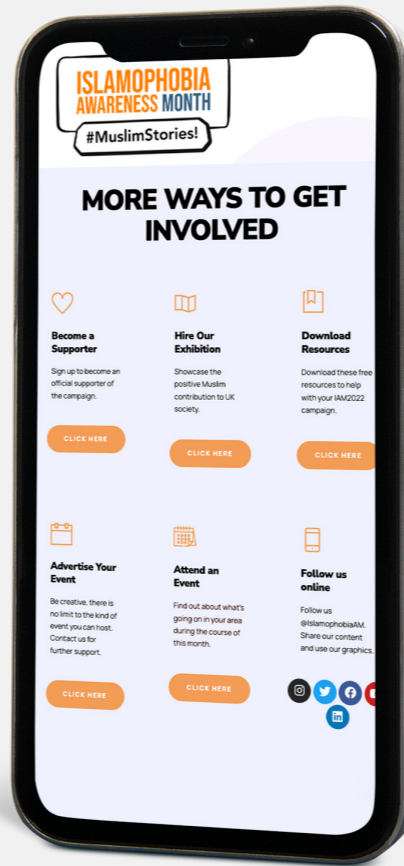 ISLAMOPHOBIA
AWARENESS MONTH
#MuslimStories!
MORE WAYS TO GET
INVOLVED
Become a
Supporter
Sign up to become an
official supporter of
the campaign.
CLICK HERE
Hire Our
Exhibition
Showcase the
positive Muslim
contribution to UK
society.
CLICK HERE
Download
Resources
Download these free
resources to help
with your IAM2022
campaign.
CLICK HERE
Advertise Your
Event
Be creative, there is
no limit to the kind of
event you can host.
Contact us for
further support.
CLICK HERE
Attend an
Event
Find out about what's
going on in your area
during the course of
this month.
CLICK HERE
Follow us
online
Follow us
@IslamophobiaAM.
Share our content
and use our graphics.
in